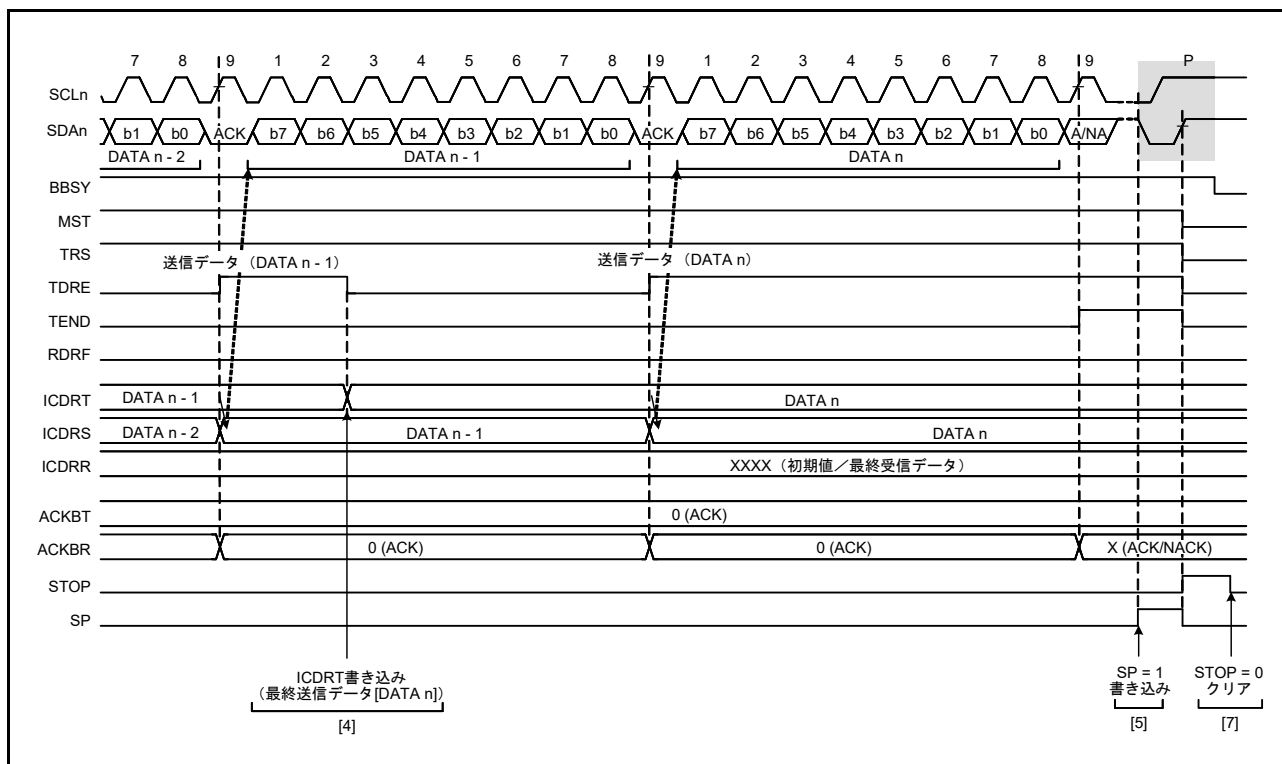 7 8 9 1 2 3 4 5 6 7 8 9 1 2 3 4 5 6 7 8 9 P
SCLn
SDAn b1 b0 ACK b7 b6 b5 b4 b3 b2 b1 b0 ACK b7 b6 b5 b4 b3 b2 b1 b0 A/NA
DATA n - 2 DATA n - 1 DATA n
BBSY
MST
TRS
送信データ（DATA n - 1） 送信データ（DATA n）
TDRE
TEND
RDRF
ICDRT DATA n - 1 DATA n
ICDRS DATA n - 2 DATA n - 1 DATA n
ICDRR XXXX（初期値／最終受信データ）
ACKBT 0 (ACK)
ACKBR 0 (ACK) 0 (ACK) X (ACK/NACK)
STOP
SP
ICDRT書き込み
（最終送信データ[DATA n]）
[4]
SP = 1
書き込み
[5]
STOP = 0
クリア
[7]